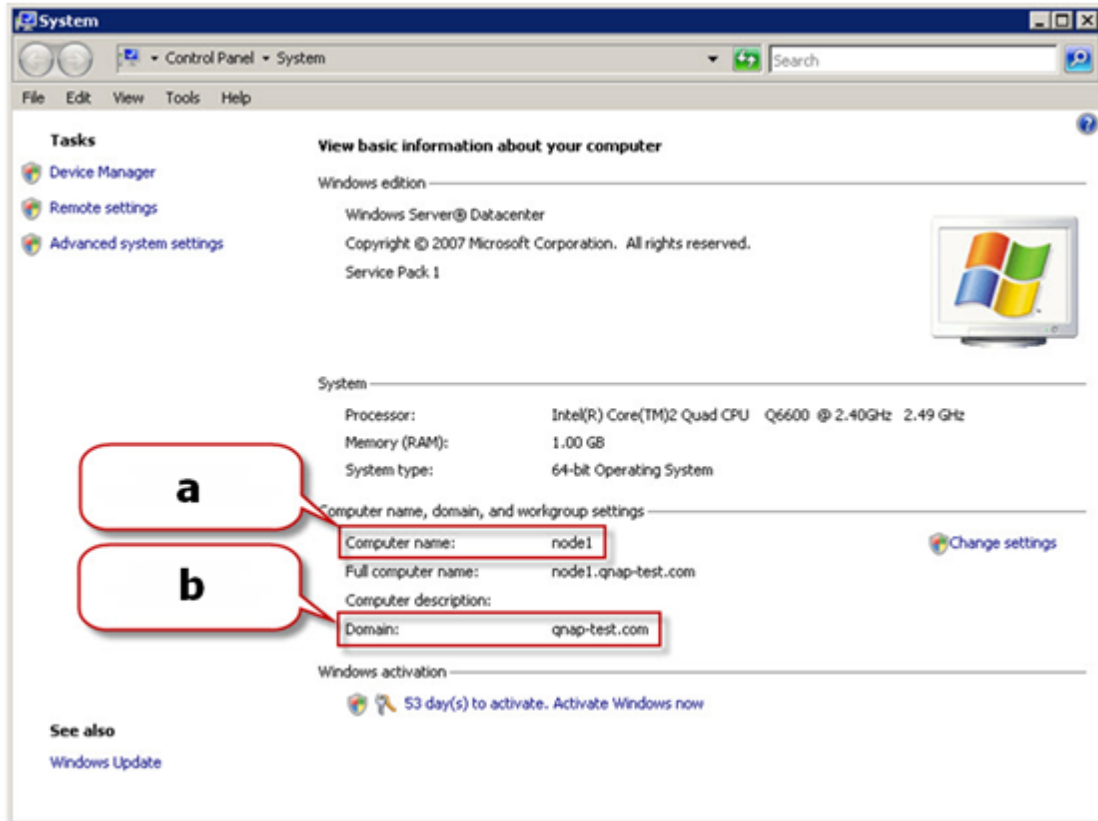 System
Control Panel System
Search
File Edit View Tools Help
Tasks
Device Manager
Remote settings
Advanced system settings
View basic information about your computer
Windows edition
Windows Server® Datacenter
Copyright © 2007 Microsoft Corporation. All rights reserved.
Service Pack 1
System
Processor: Intel(R) Core(TM)2 Quad CPU Q6600 @ 2.40GHz 2.49 GHz
Memory (RAM): 1.00 GB
System type: 64-bit Operating System
a
Computer name, domain, and workgroup settings
Computer name: node1
Change settings
Full computer name: node1.qnap-test.com
b
Computer description:
Domain: qnap-test.com
Windows activation
53 day(s) to activate. Activate Windows now
See also
Windows Update